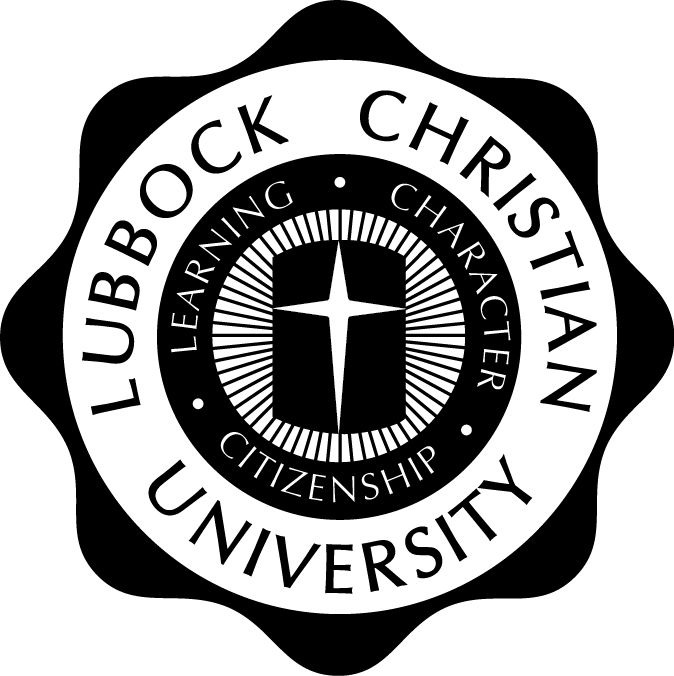 LUBBOCK CHRISTIAN
UNIVERSITY
LEARNING · CHARACTER
· CITIZENSHIP ·